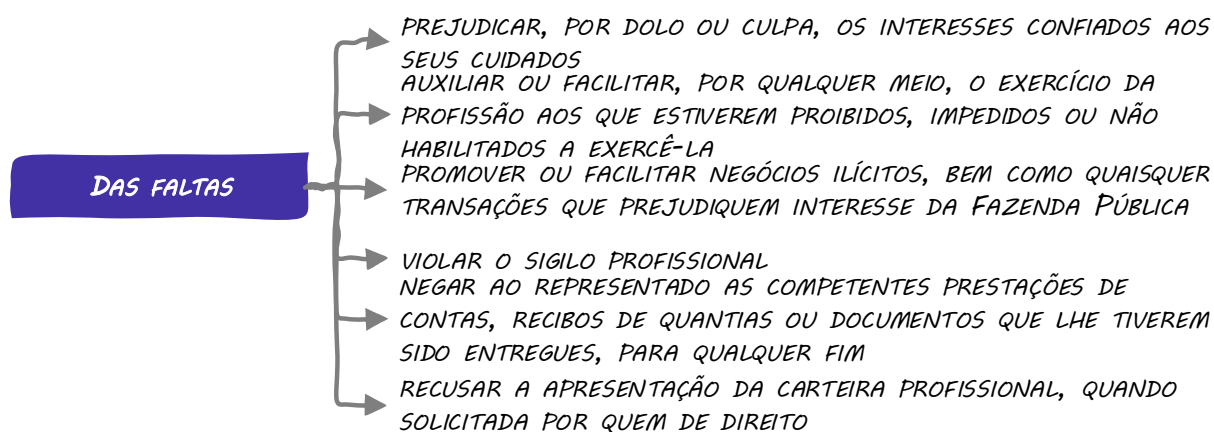 DAS FALTAS
PREJUDICAR, POR DOLO OU CULPA, OS INTERESSES CONFIADOS AOS
SEUS CUIDADOS
AUXILIAR OU FACILITAR, POR QUALQUER MEIO, O EXERCÍCIO DA
PROFISSÃO AOS QUE ESTIVEREM PROIBIDOS, IMPEDIDOS OU NÃO
HABILITADOS A EXERCÊ-LA
PROMOVER OU FACILITAR NEGÓCIOS ILÍCITOS, BEM COMO QUAISQUER
TRANSAÇÕES QUE PREJUDIQUEM INTERESSE DA FAZENDA PÚBLICA
VIOLAR O SIGILO PROFISSIONAL
NEGAR AO REPRESENTADO AS COMPETENTES PRESTAÇÕES DE
CONTAS, RECIBOS DE QUANTIAS OU DOCUMENTOS QUE LHE TIVEREM
SIDO ENTREGUES, PARA QUALQUER FIM
RECUSAR A APRESENTAÇÃO DA CARTEIRA PROFISSIONAL, QUANDO
SOLICITADA POR QUEM DE DIREITO